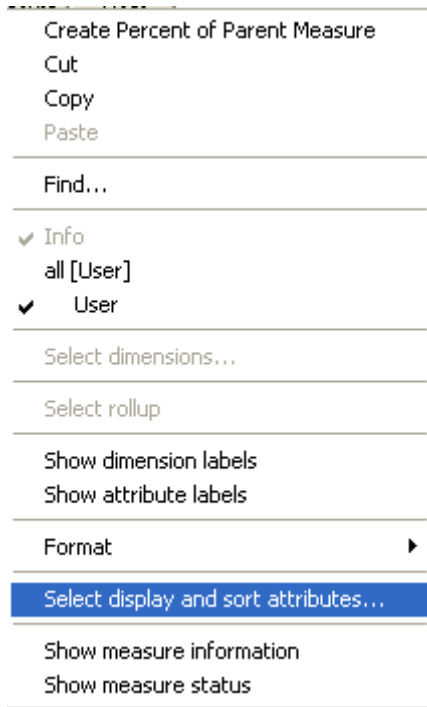 Create Percent of Parent Measure
Cut
Copy
Paste
Find...
Info
all [User]
User
Select dimensions...
Select rollup
Show dimension labels
Show attribute labels
Format
Select display and sort attributes...
Show measure information
Show measure status